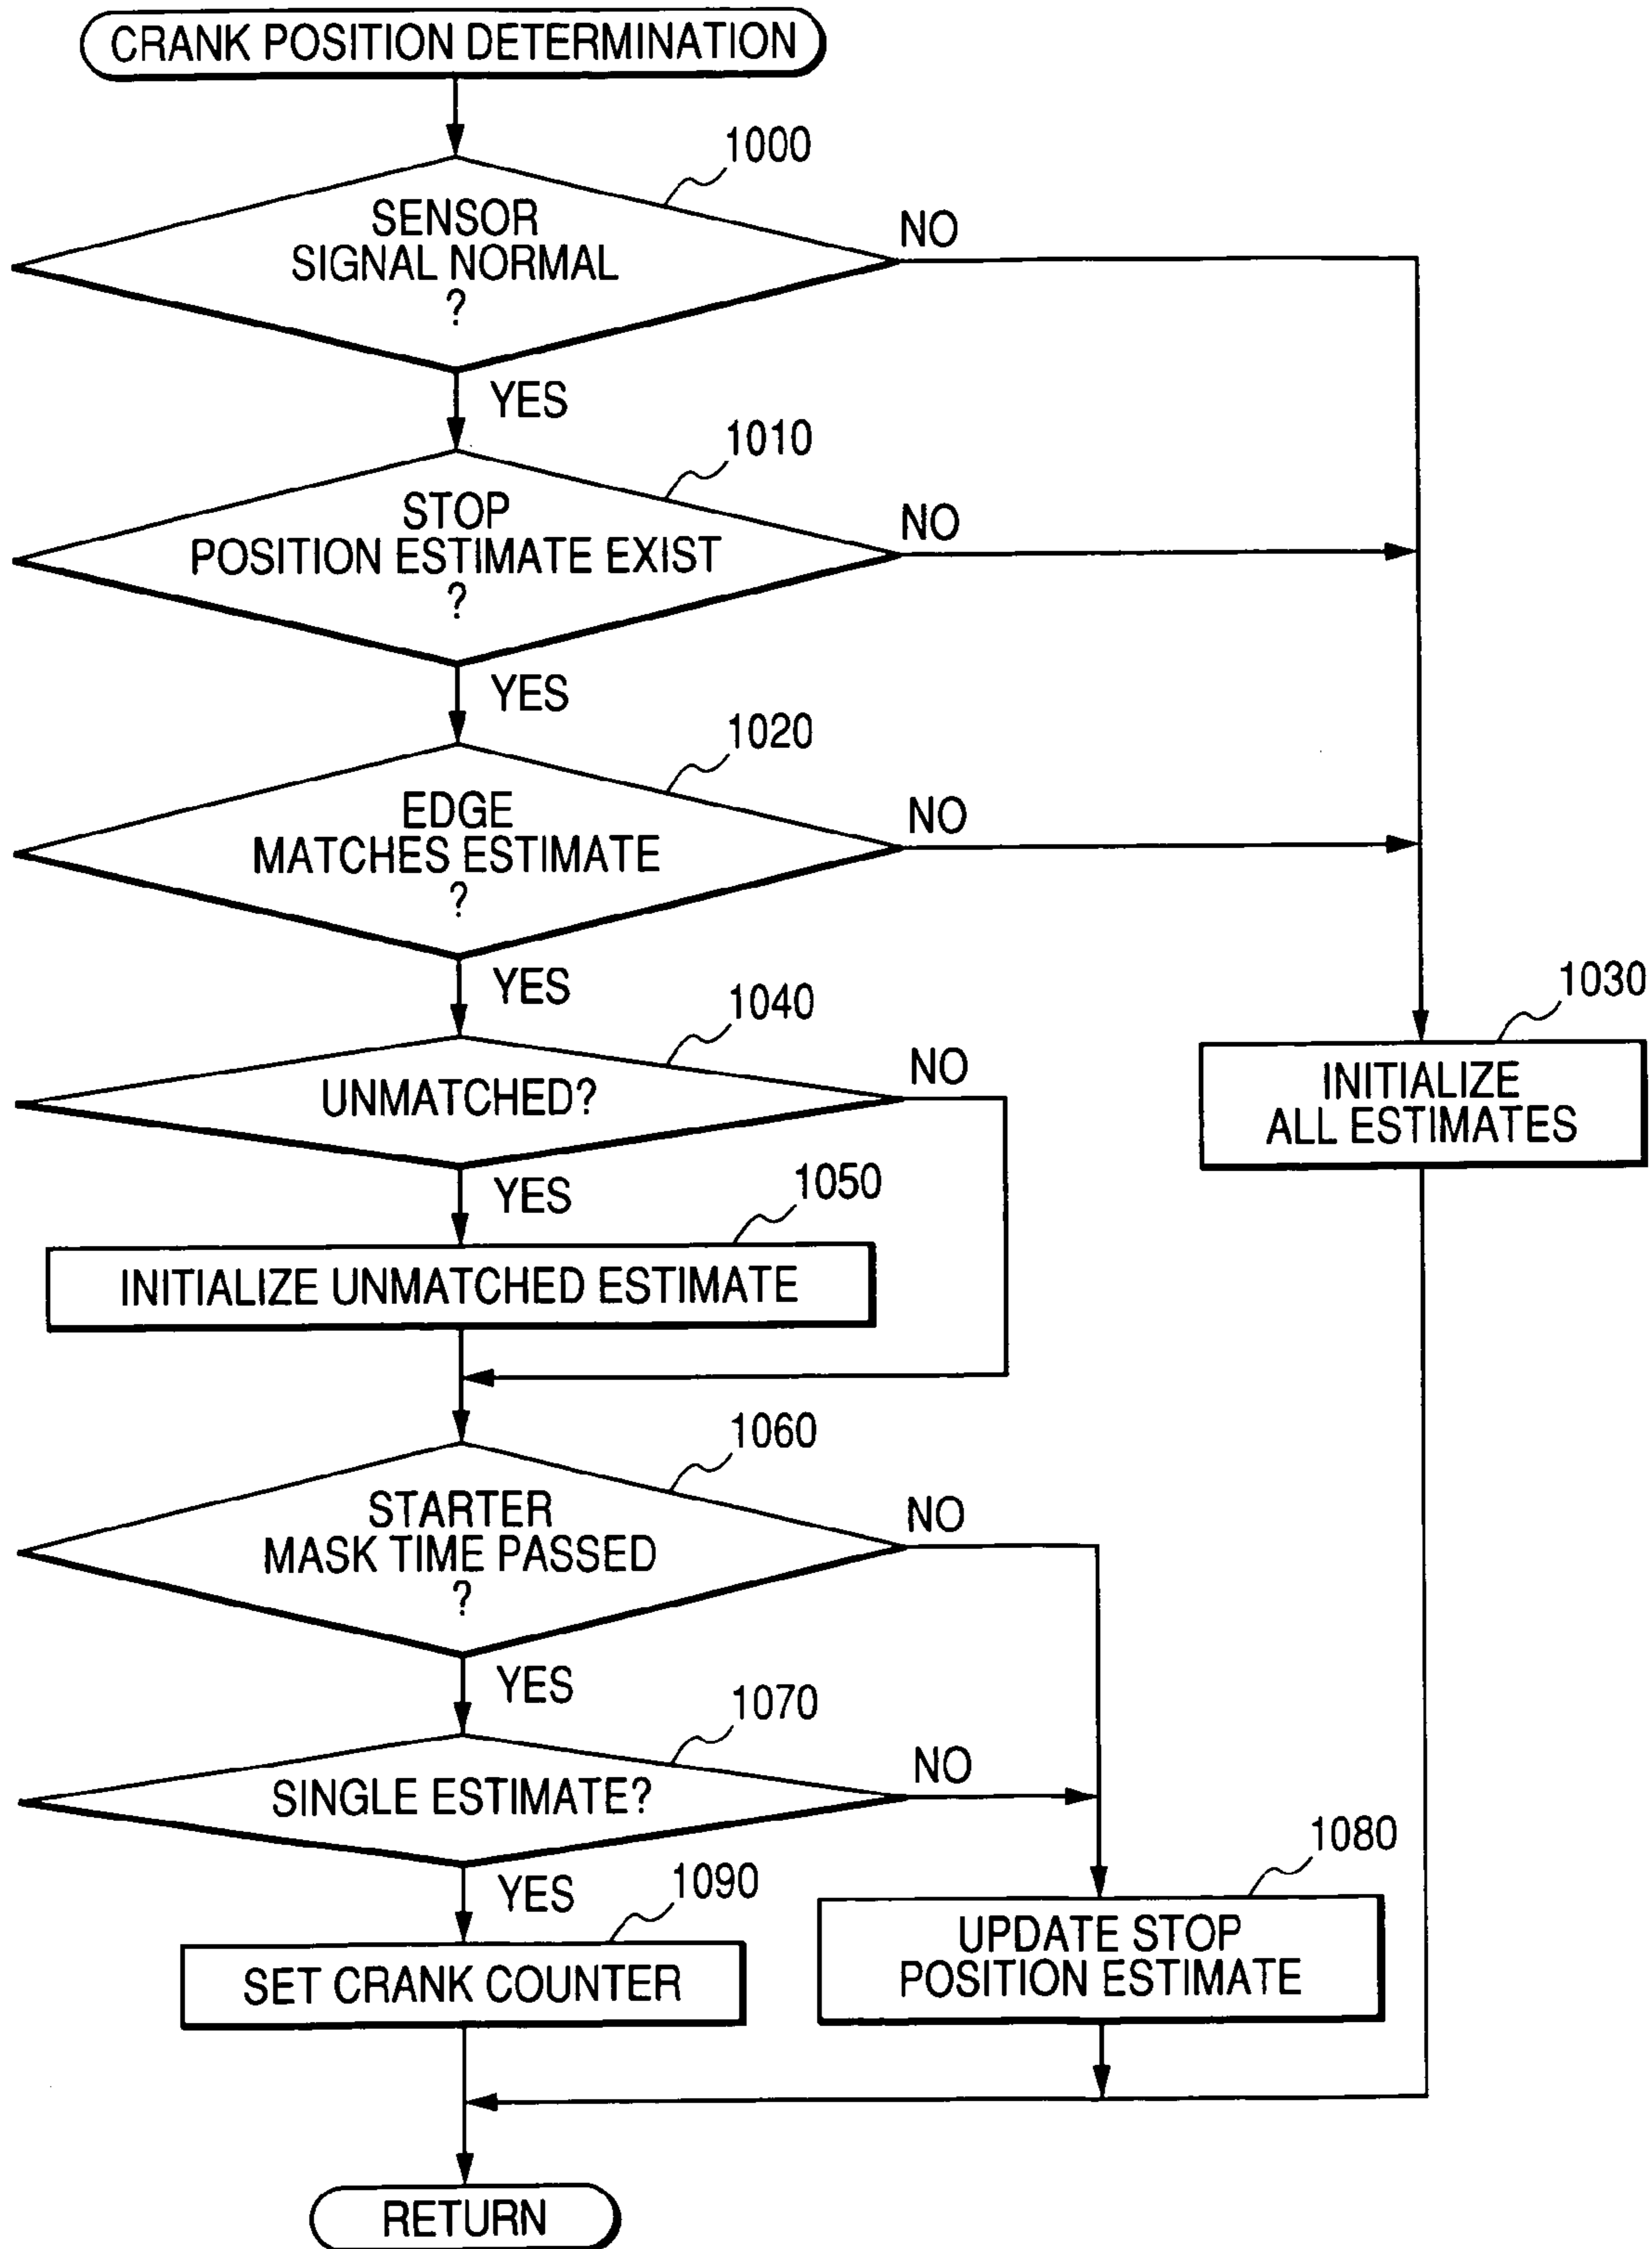 CRANK POSITION DETERMINATION
1000
SENSOR
SIGNAL NORMAL
?
NO
YES
1010
STOP
POSITION ESTIMATE EXIST
?
NO
YES
1020
EDGE
MATCHES ESTIMATE
?
NO
YES
1030
INITIALIZE
ALL ESTIMATES
1040
UNMATCHED?
NO
YES
1050
INITIALIZE UNMATCHED ESTIMATE
1060
STARTER
MASK TIME PASSED
?
NO
YES
1070
SINGLE ESTIMATE?
NO
YES
1080
UPDATE STOP
POSITION ESTIMATE
1090
SET CRANK COUNTER
RETURN